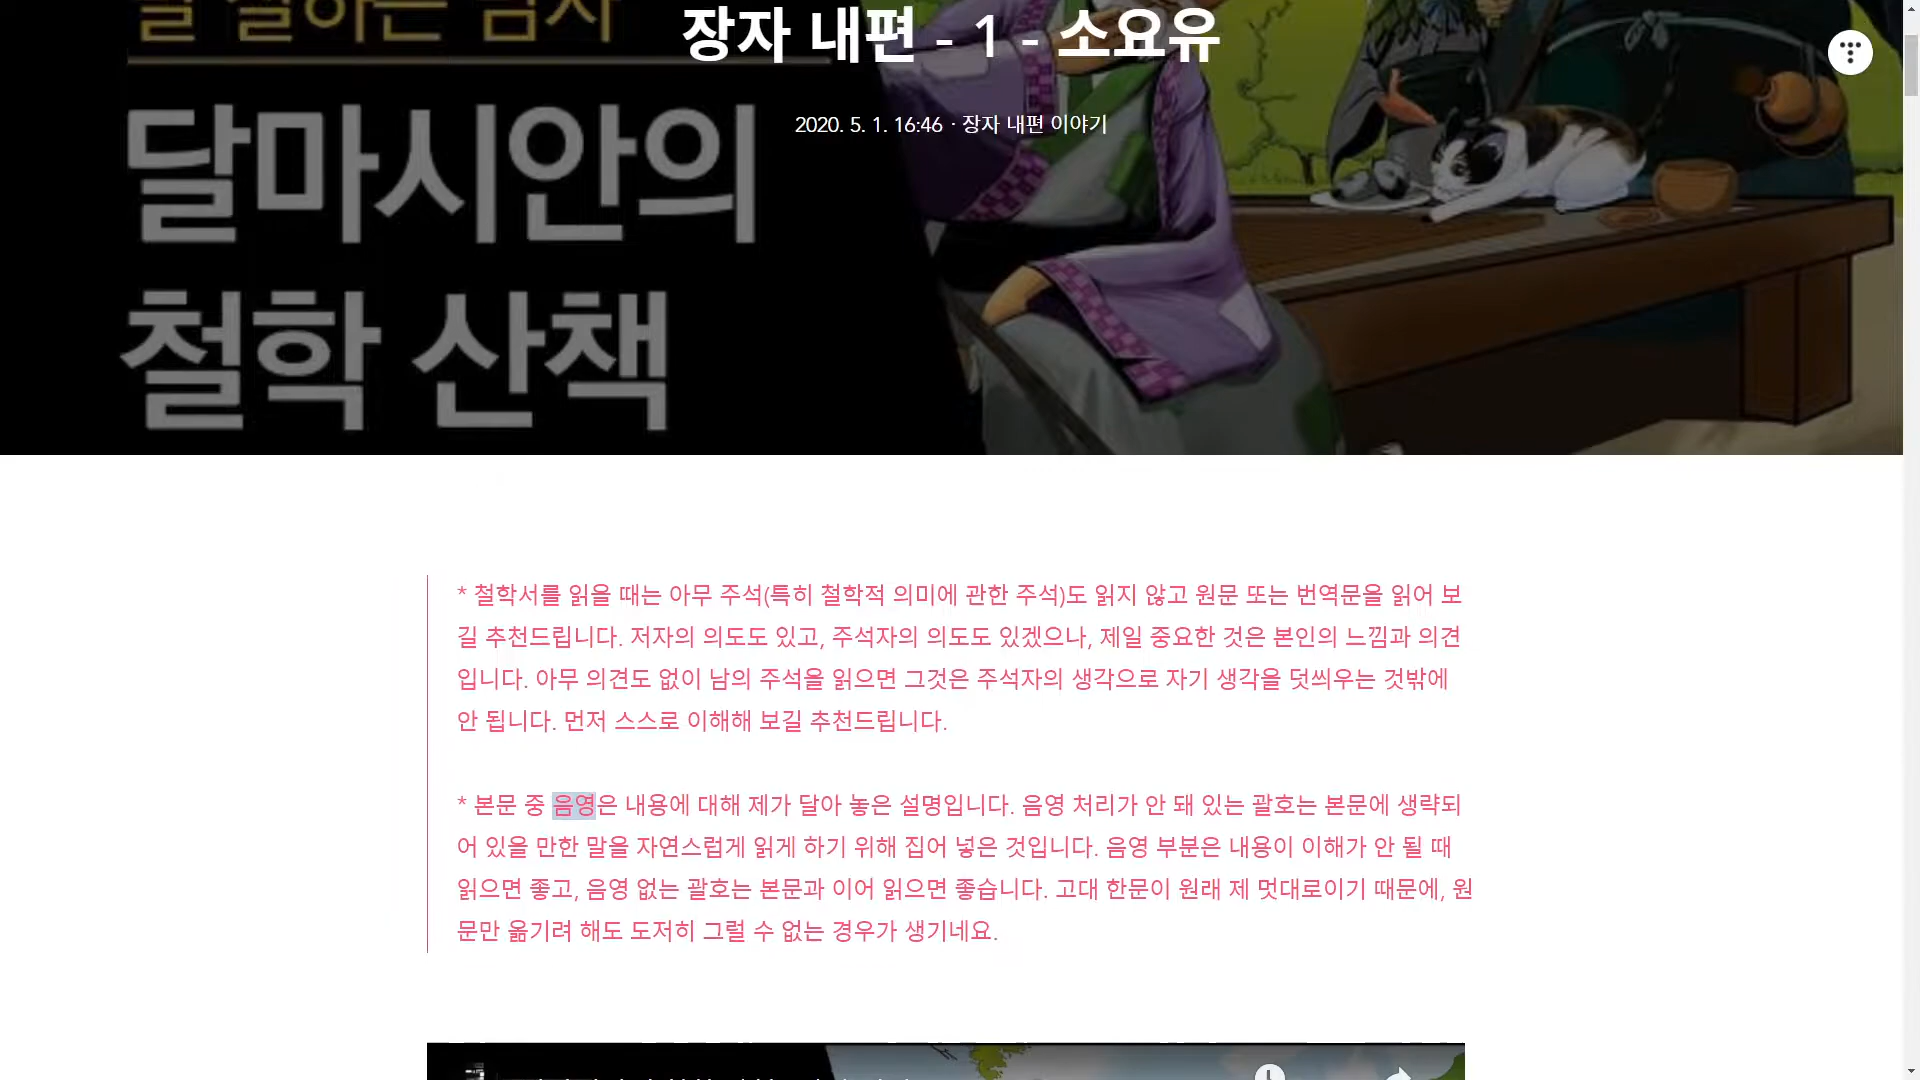 장자 내편 - 1 - 소요유
2020. 5. 1. 16:46 · 장자 내편 이야기
달마시안의
철학 산책
* 철학서를 읽을 때는 아무 주석(특히 철학적 의미에 관한 주석)도 읽지 않고 원문 또는 번역문을 읽어 보
길 추천드립니다. 저자의 의도도 있고, 주석자의 의도도 있겠으나, 제일 중요한 것은 본인의 느낌과 의견
입니다. 아무 의견도 없이 남의 주석을 읽으면 그것은 주석자의 생각으로 자기 생각을 덧씌우는 것밖에
안 됩니다. 먼저 스스로 이해해 보길 추천드립니다.
* 본문 중 음영은 내용에 대해 제가 달아 놓은 설명입니다. 음영 처리가 안 돼 있는 괄호는 본문에 생략되
어 있을 만한 말을 자연스럽게 읽게 하기 위해 집어 넣은 것입니다. 음영 부분은 내용이 이해가 안 될 때
읽으면 좋고, 음영 없는 괄호는 본문과 이어 읽으면 좋습니다. 고대 한문이 원래 제 멋대로이기 때문에, 원
문만 옮기려 해도 도저히 그럴 수 없는 경우가 생기네요.